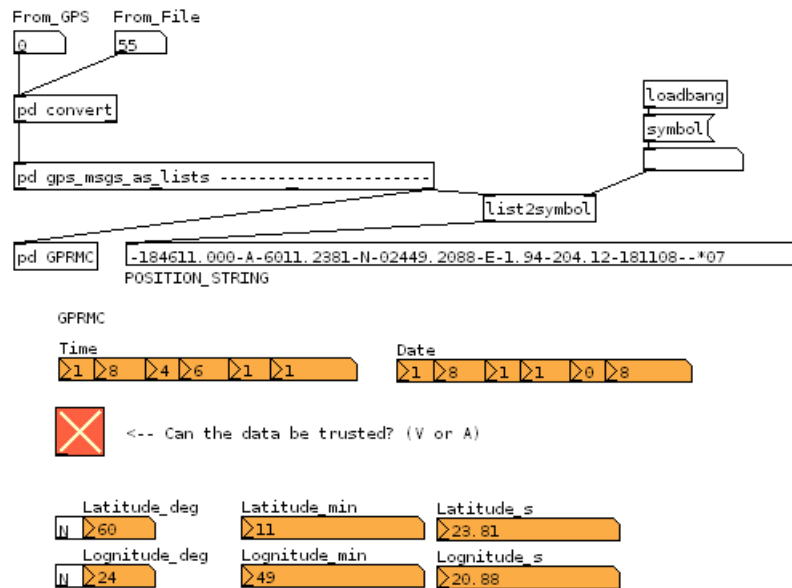 From_GPS From_File
0 55
loadbang
pd convert
symbol
pd gps_msgs_as_lists ----------------------
list2symbol
pd GPRMC -184611.000-A-6011.2381-N-02449.2088-E-1.94-204.12-181108--*07
POSITION_STRING
GPRMC
Time Date
1 8 4 6 1 1 1 8 1 1 0 8
<-- Can the data be trusted? (V or A)
Latitude_deg Latitude_min Latitude_s
N 60 11 23.81
Lognitude_deg Lognitude_min Lognitude_s
N 24 49 20.88